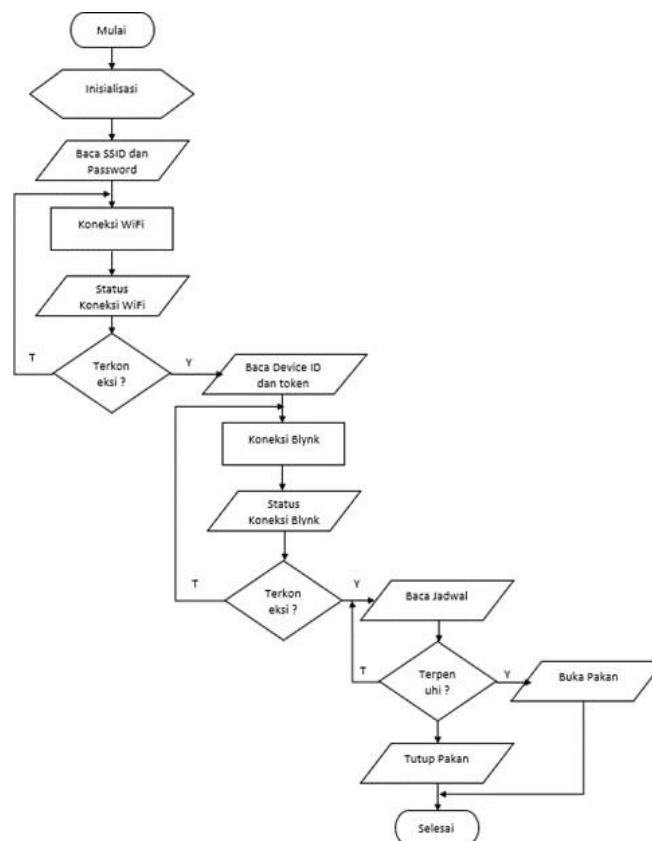 Mulai
Inisialisasi
Baca SSID dan
Password
Koneksi WiFi
Status
Koneksi WiFi
T
Terkon
eksi ?
Y
Baca Device ID
dan token
Koneksi Blynk
Status
Koneksi Blynk
T
Terkon
eksi ?
Y
Baca Jadwal
T
Terpen
uhi ?
Y
Buka Pakan
Tutup Pakan
Selesai